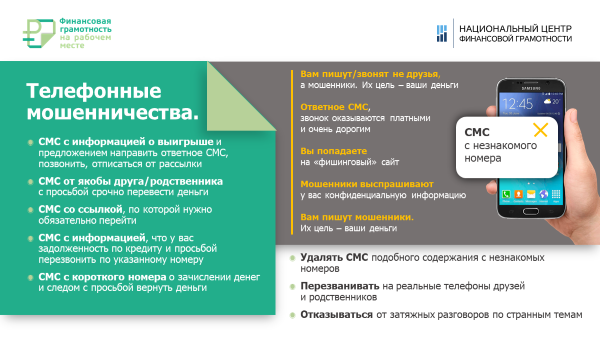 Финансовая
грамотность
на рабочем
месте
НАЦИОНАЛЬНЫЙ ЦЕНТР
ФИНАНСОВОЙ ГРАМОТНОСТИ
Телефонные
мошенничества.
СМС с информацией о выигрыше и
предложением направить ответное СМС,
позвонить, отписаться от рассылки
СМС от якобы друга/родственника
с просьбой срочно перевести деньги
СМС со ссылкой, по которой нужно
обязательно перейти
СМС с информацией, что у вас
задолженность по кредиту и просьбой
перезвонить по указанному номеру
СМС с короткого номера о зачислении денег
и следом с просьбой вернуть деньги
Вам пишут/звонят не друзья,
а мошенники. Их цель – ваши деньги
Ответное СМС,
звонок оказываются платными
и очень дорогим
Вы попадаете
на «фишинговый» сайт
Мошенники выспрашивают
у вас конфиденциальную информацию
Вам пишут мошенники.
Их цель – ваши деньги
SAMSUNG
12:45
20°
СМС
с незнакомого
номера
Удалять СМС подобного содержания с незнакомых
номеров
Перезванивать на реальные телефоны друзей
и родственников
Отказываться от затяжных разговоров по странным темам